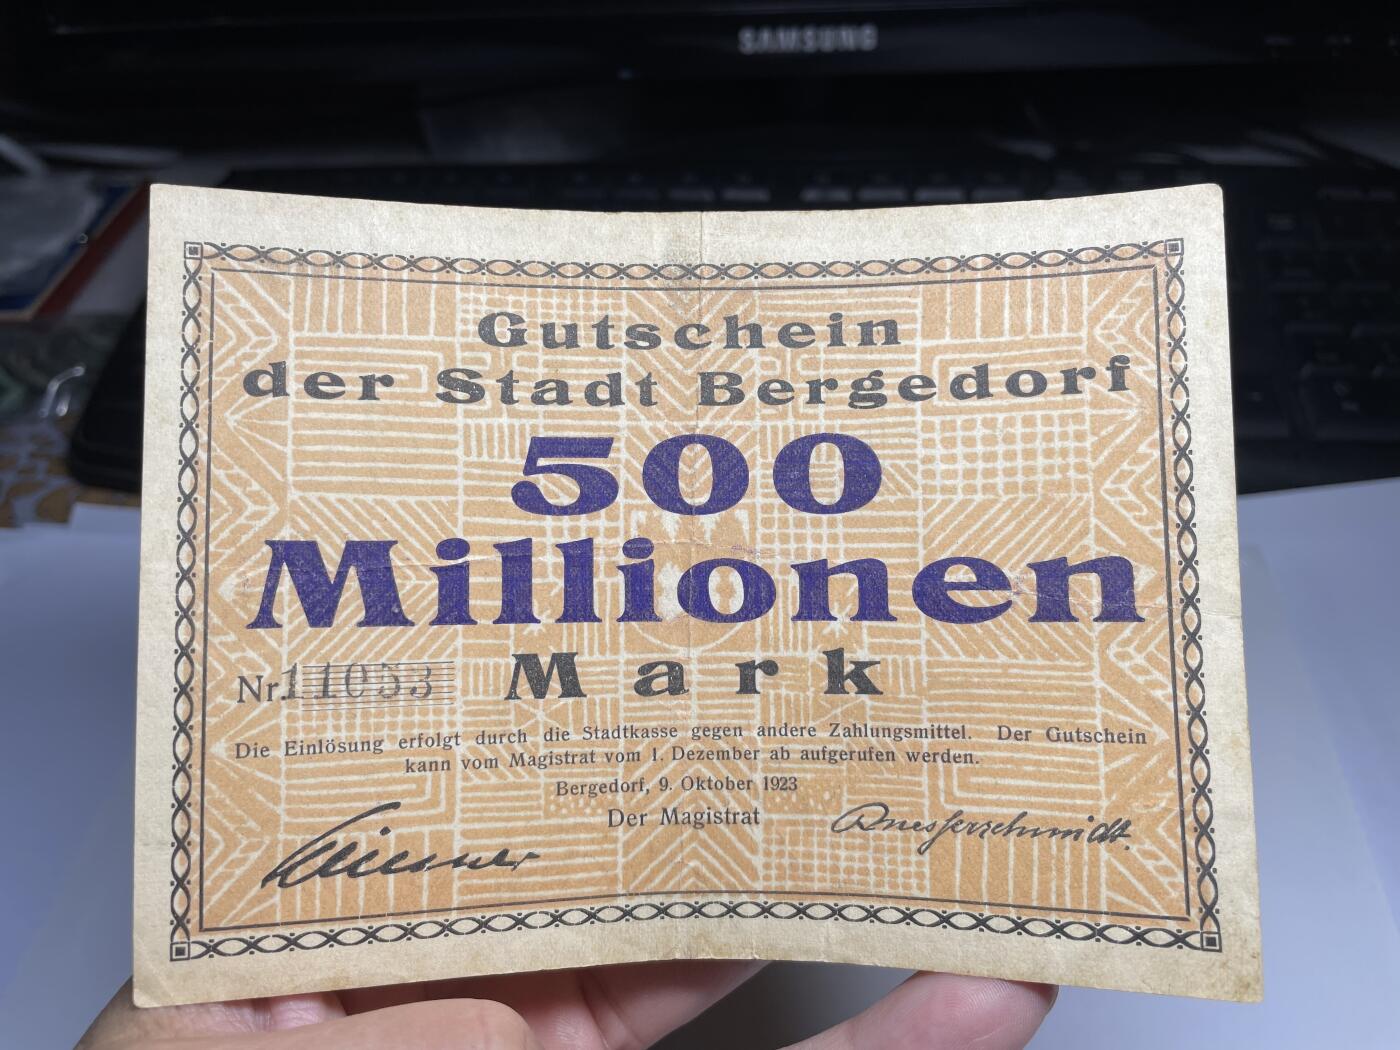 SAMSUNG
Gutschein
der Stadt Bergedorf
500
Millionen
Mark
Nr. 11053
Die Einlösung erfolgt durch die Stadtkasse gegen andere Zahlungsmittel. Der Gutschein
kann vom Magistrat vom 1. Dezember ab aufgerufen werden.
Bergedorf, 9. Oktober 1923
Der Magistrat